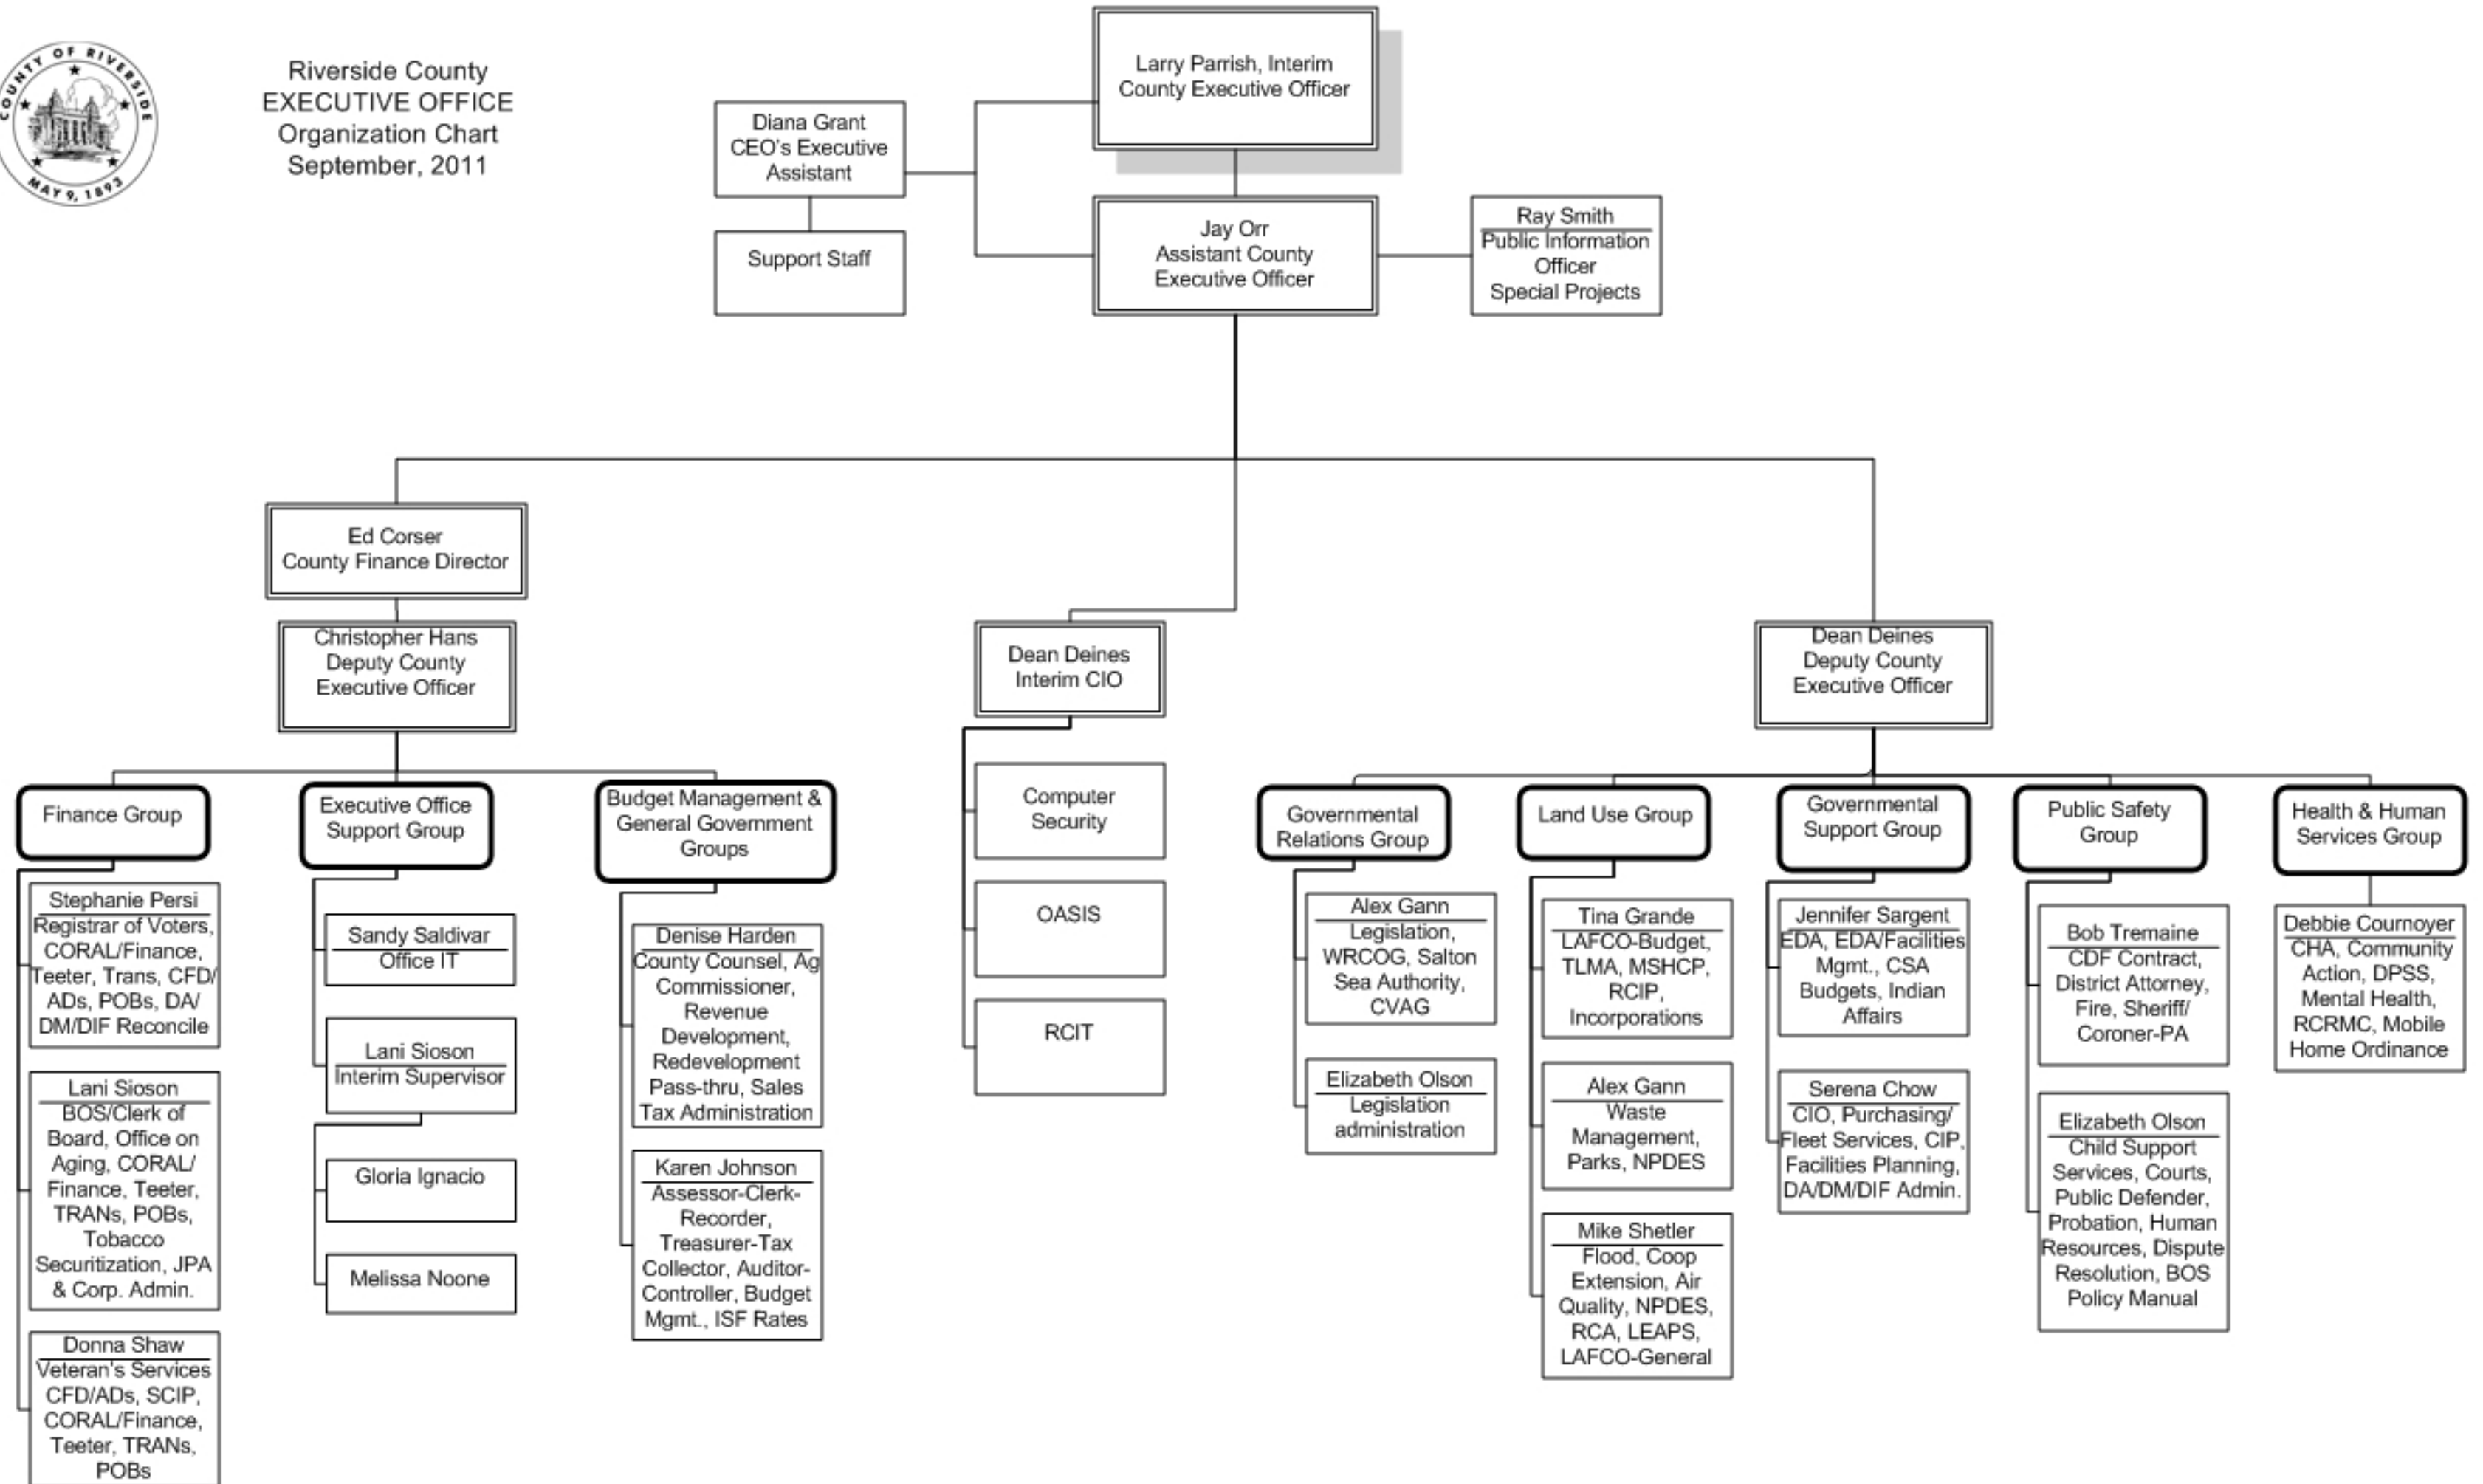 COUNTY OF RIVERSIDE
MAY 9, 1893
Riverside County
EXECUTIVE OFFICE
Organization Chart
September, 2011
Larry Parrish, Interim
County Executive Officer
Diana Grant
CEO's Executive
Assistant
Support Staff
Jay Orr
Assistant County
Executive Officer
Ray Smith
Public Information
Officer
Special Projects
Ed Corser
County Finance Director
Christopher Hans
Deputy County
Executive Officer
Dean Deines
Interim CIO
Dean Deines
Deputy County
Executive Officer
Finance Group
Stephanie Persi
Registrar of Voters,
CORAL/Finance,
Teeter, Trans, CFD/
ADs, POBs, DA/
DM/DIF Reconcile
Lani Sioson
BOS/Clerk of
Board, Office on
Aging, CORAL/
Finance, Teeter,
TRANs, POBs,
Tobacco
Securitization, JPA
& Corp. Admin.
Donna Shaw
Veteran's Services
CFD/ADs, SCIP,
CORAL/Finance,
Teeter, TRANs,
POBs
Executive Office
Support Group
Sandy Saldivar
Office IT
Lani Sioson
Interim Supervisor
Gloria Ignacio
Melissa Noone
Budget Management &
General Government
Groups
Denise Harden
County Counsel, Ag
Commissioner,
Revenue
Development,
Redevelopment
Pass-thru, Sales
Tax Administration
Karen Johnson
Assessor-Clerk-
Recorder,
Treasurer-Tax
Collector, Auditor-
Controller, Budget
Mgmt., ISF Rates
Computer
Security
OASIS
RCIT
Governmental
Relations Group
Alex Gann
Legislation,
WRCOG, Salton
Sea Authority,
CVAG
Elizabeth Olson
Legislation
administration
Land Use Group
Tina Grande
LAFCO-Budget,
TLMA, MSHCP,
RCIP,
Incorporations
Alex Gann
Waste
Management,
Parks, NPDES
Mike Shetler
Flood, Coop
Extension, Air
Quality, NPDES,
RCA, LEAPS,
LAFCO-General
Governmental
Support Group
Jennifer Sargent
EDA, EDA/Facilities
Mgmt., CSA
Budgets, Indian
Affairs
Serena Chow
CIO, Purchasing/
Fleet Services, CIP,
Facilities Planning,
DA/DM/DIF Admin.
Public Safety
Group
Bob Tremaine
CDF Contract,
District Attorney,
Fire, Sheriff/
Coroner-PA
Elizabeth Olson
Child Support
Services, Courts,
Public Defender,
Probation, Human
Resources, Dispute
Resolution, BOS
Policy Manual
Health & Human
Services Group
Debbie Cournoyer
CHA, Community
Action, DPSS,
Mental Health,
RCRMC, Mobile
Home Ordinance